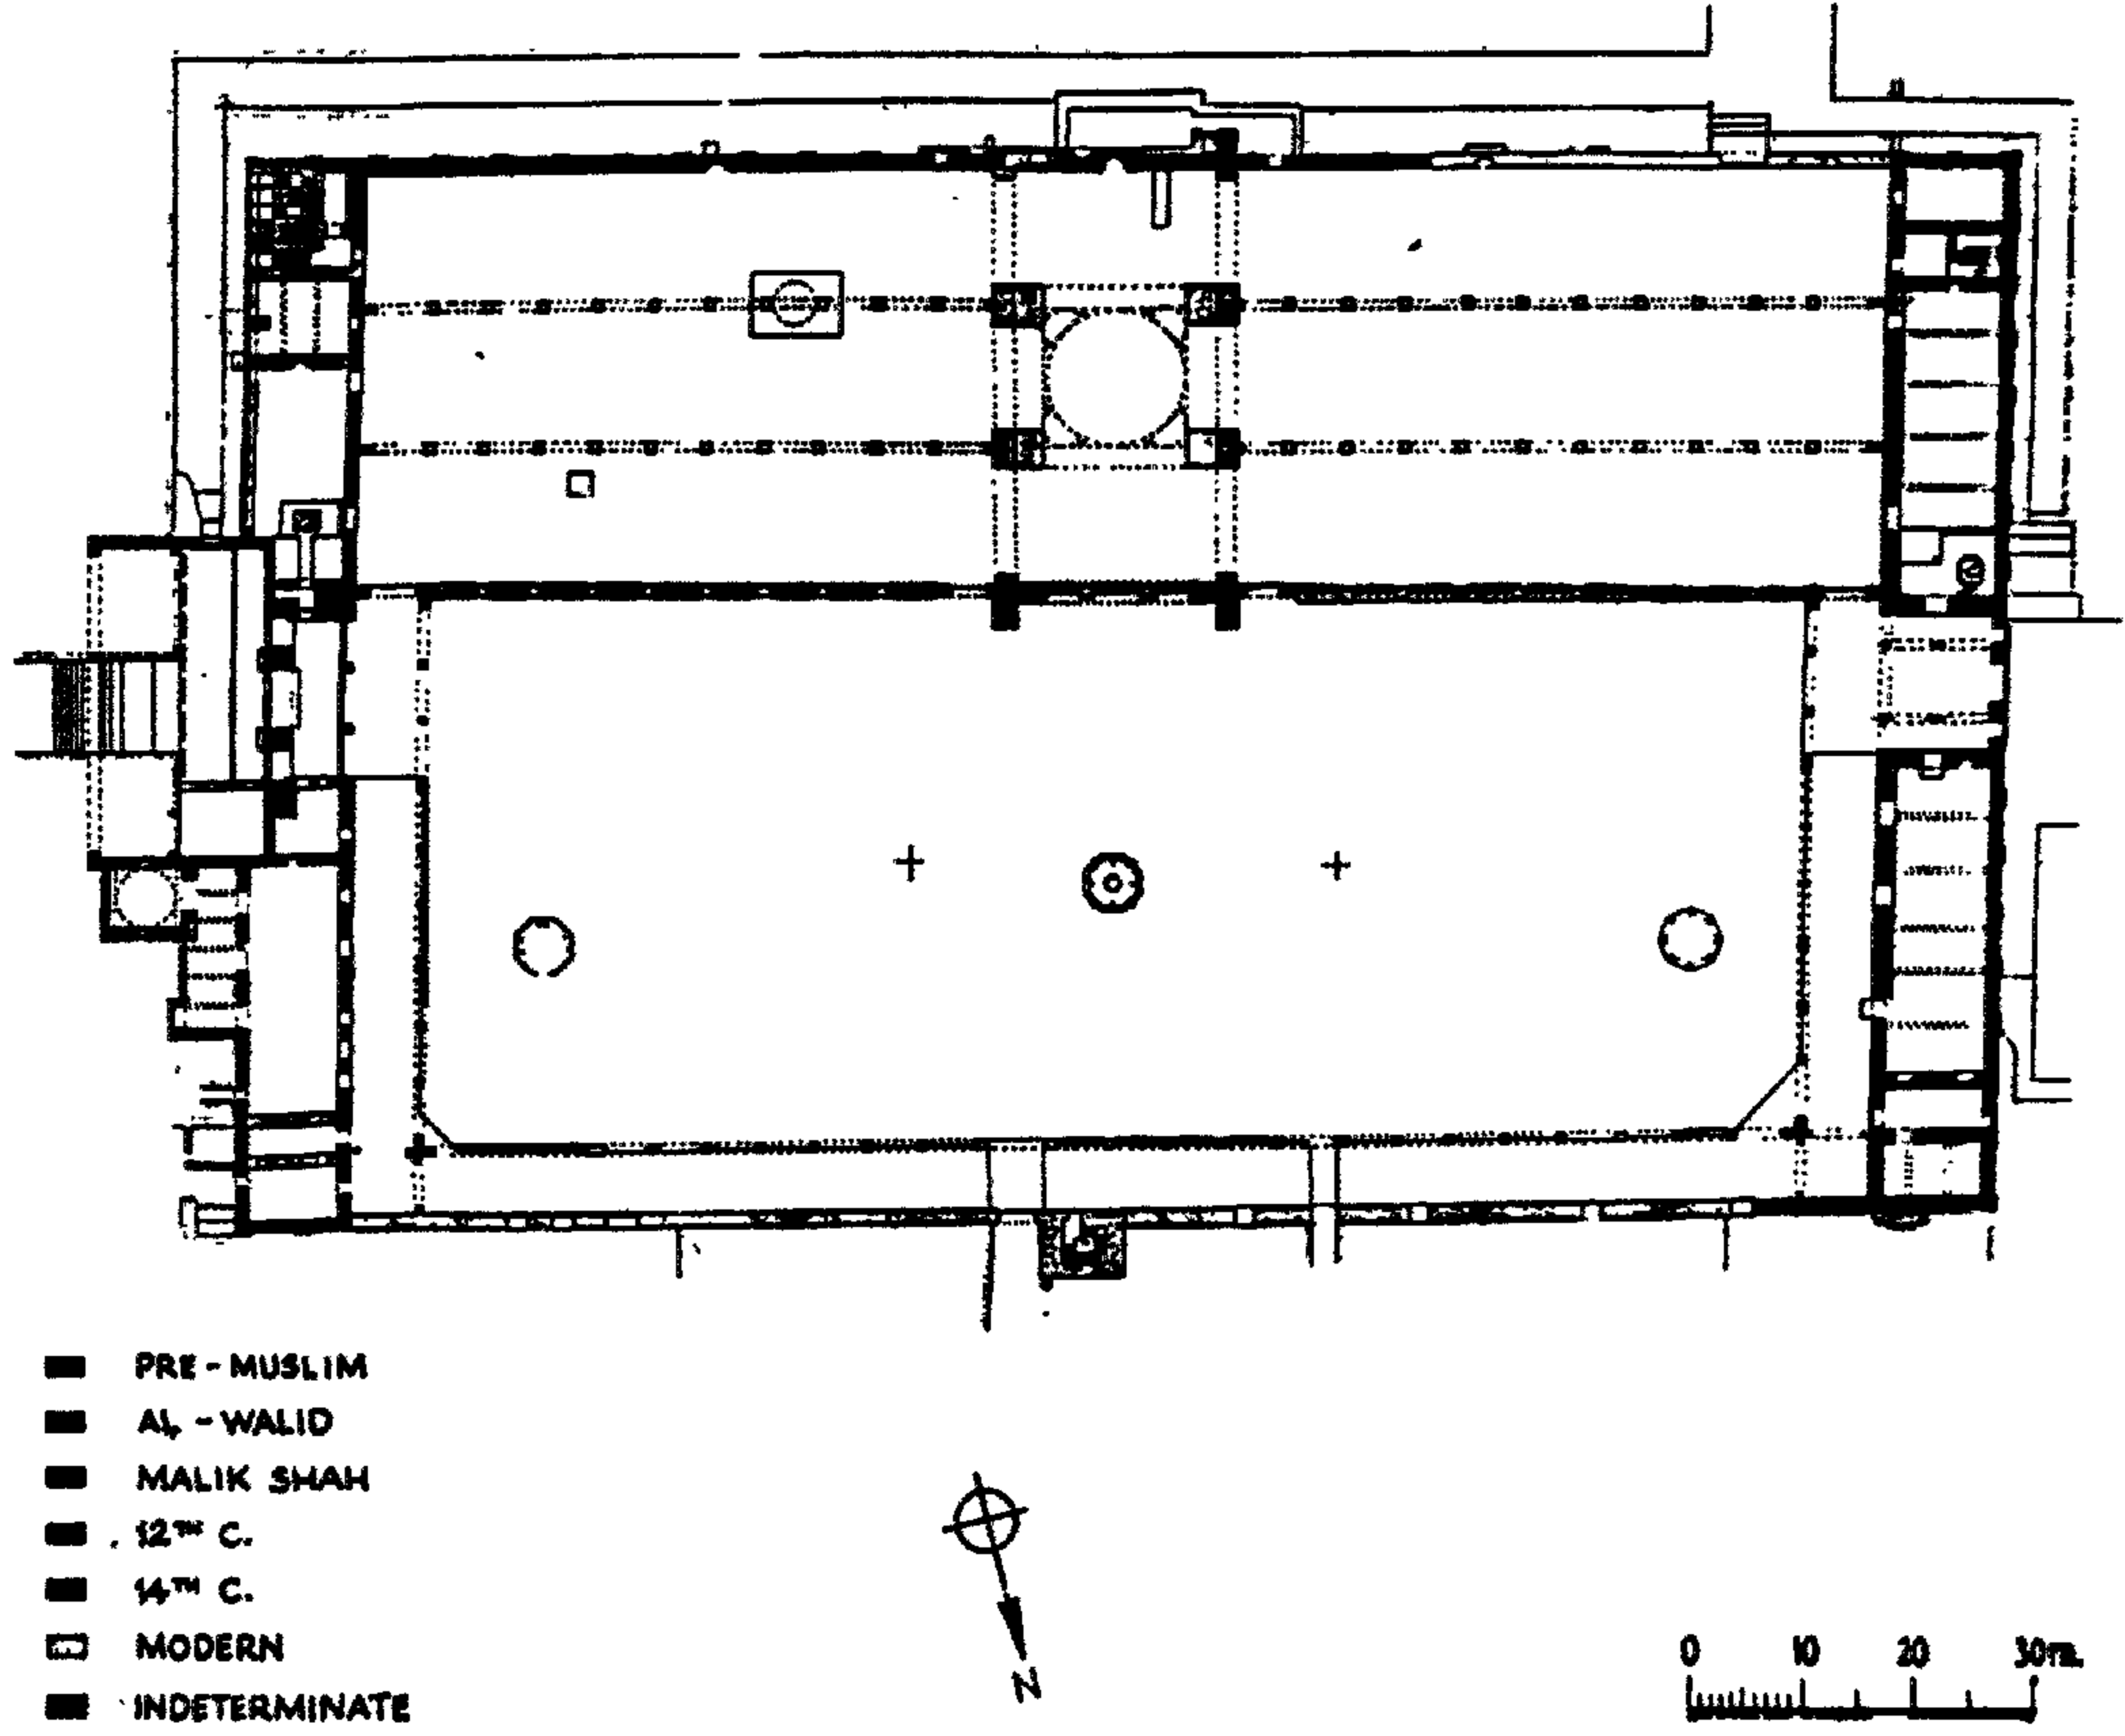 PRE-MUSLIM
AL-WALID
MALIK SHAH
12TH C.
14TH C.
MODERN
INDETERMINATE
N
0 10 20 30m.